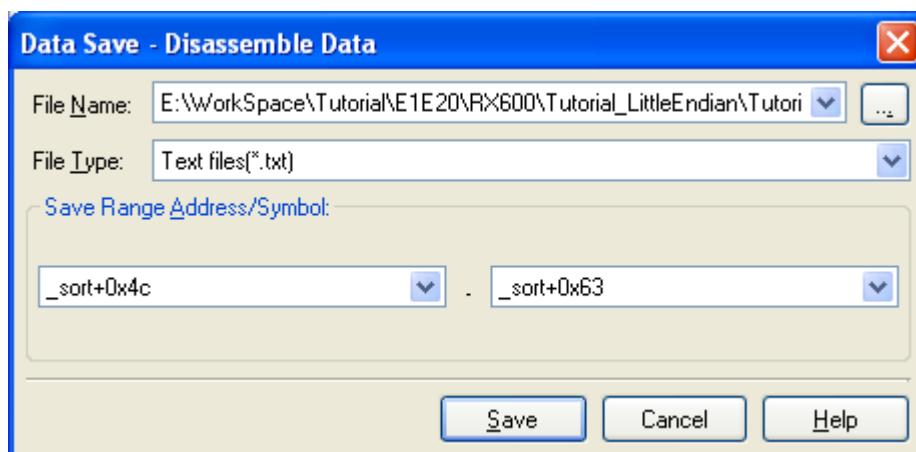 Data Save - Disassemble Data
File Name: E:\WorkSpace\Tutorial\E1E20\RX600\Tutorial_LittleEndian\Tutori ...
File Type: Text files(*.txt)
Save Range Address/Symbol:
_sort+0x4c - _sort+0x63
Save Cancel Help